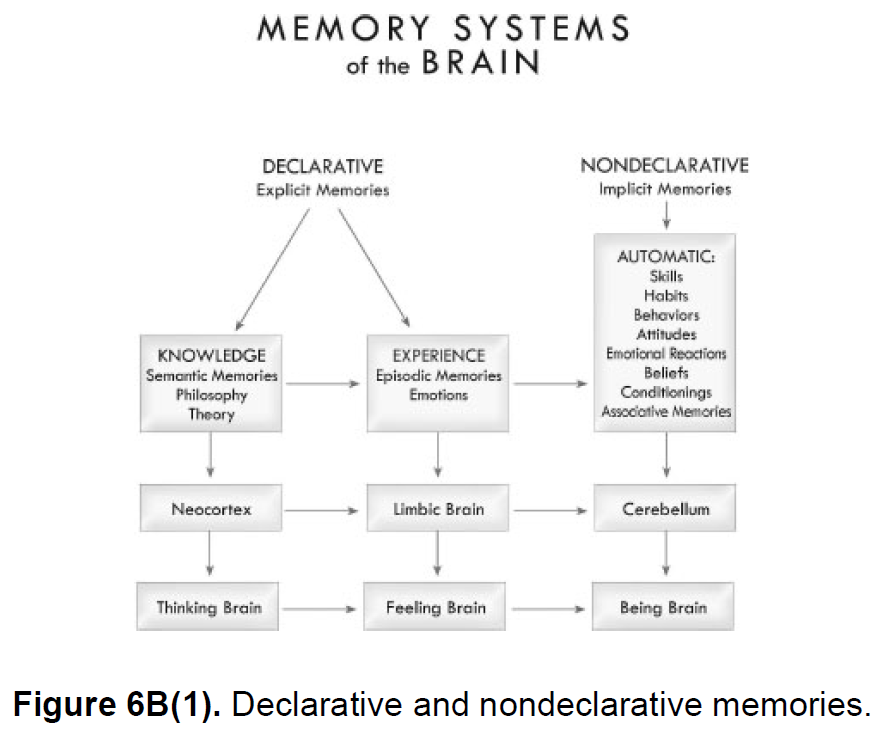 MEMORY SYSTEMS
of the BRAIN
DECLARATIVE
Explicit Memories
NONDECLARATIVE
Implicit Memories
AUTOMATIC:
Skills
Habits
Behaviors
Attitudes
Emotional Reactions
Beliefs
Conditionings
Associative Memories
KNOWLEDGE
Semantic Memories
Philosophy
Theory
EXPERIENCE
Episodic Memories
Emotions
Neocortex
Limbic Brain
Cerebellum
Thinking Brain
Feeling Brain
Being Brain
Figure 6B(1). Declarative and nondeclarative memories.